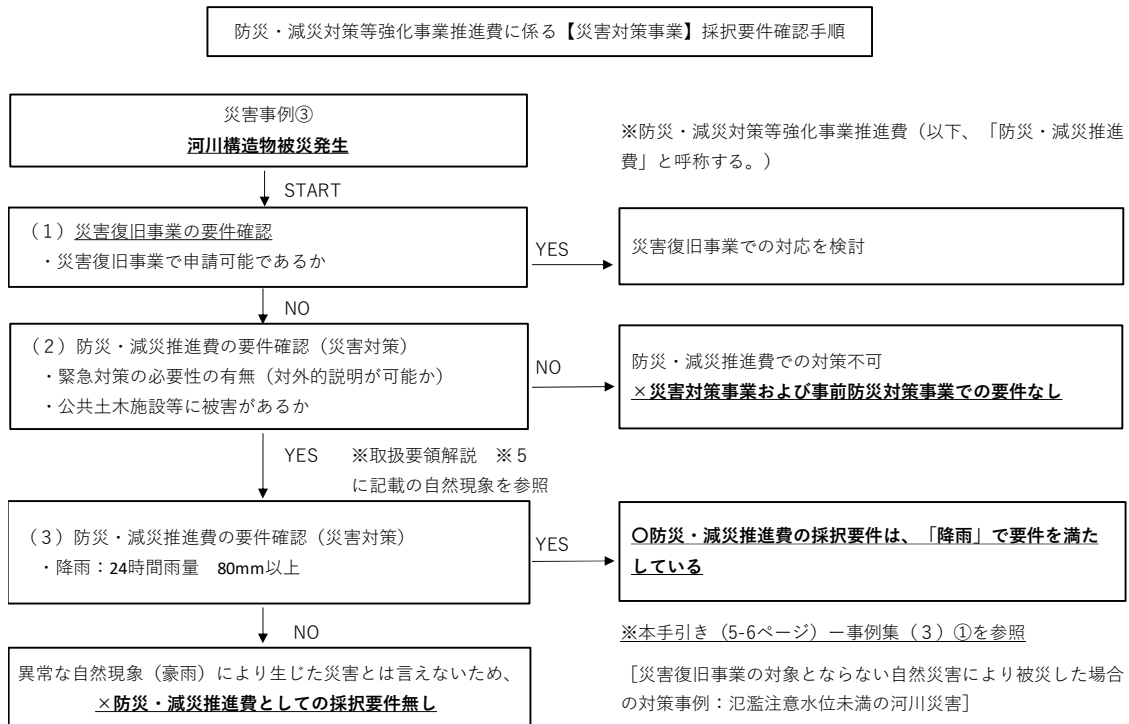 防災・減災対策等強化事業推進費に係る【災害対策事業】採択要件確認手順
災害事例③
河川構造物被災発生
※防災・減災対策等強化事業推進費（以下、「防災・減災推進
費」と呼称する。）
START
（１）災害復旧事業の要件確認
・災害復旧事業で申請可能であるか
YES
災害復旧事業での対応を検討
NO
（２）防災・減災推進費の要件確認（災害対策）
・緊急対策の必要性の有無（対外的説明が可能か）
・公共土木施設等に被害があるか
NO
防災・減災推進費での対策不可
×災害対策事業および事前防災対策事業での要件なし
YES ※取扱要領解説　※５
に記載の自然現象を参照
（３）防災・減災推進費の要件確認（災害対策）
・降雨：24時間雨量　80mm以上
YES
〇防災・減災推進費の採択要件は、「降雨」で要件を満た
している
NO
※本手引き（5-6ページ）ー事例集（３）①を参照
［災害復旧事業の対象とならない自然災害により被災した場合
の対策事例：氾濫注意水位未満の河川災害］
異常な自然現象（豪雨）により生じた災害とは言えないため、
×防災・減災推進費としての採択要件無し